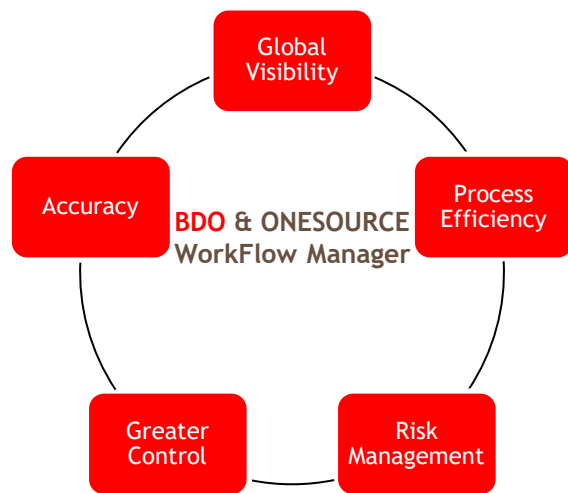 Global
Visibility
Process
Efficiency
Accuracy
BDO & ONESOURCE
WorkFlow Manager
Greater
Control
Risk
Management